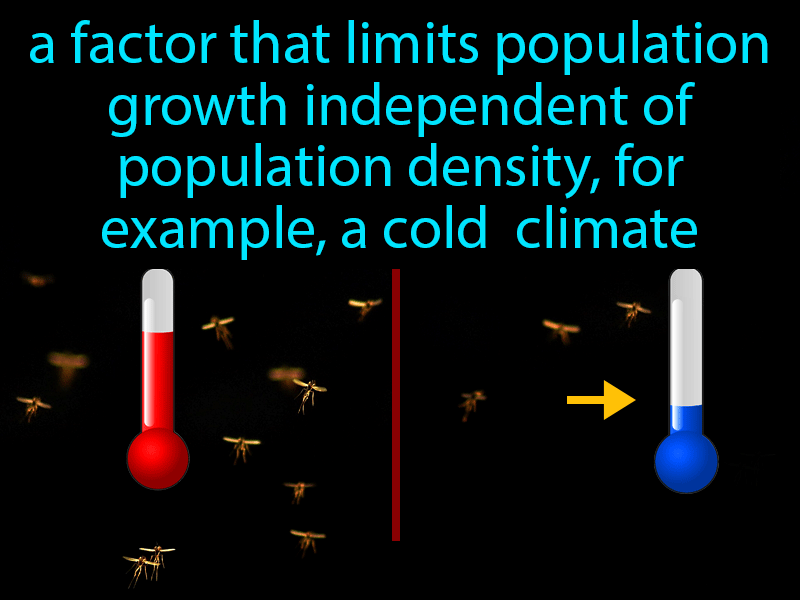 a factor that limits population
growth independent of
population density, for
example, a cold  climate